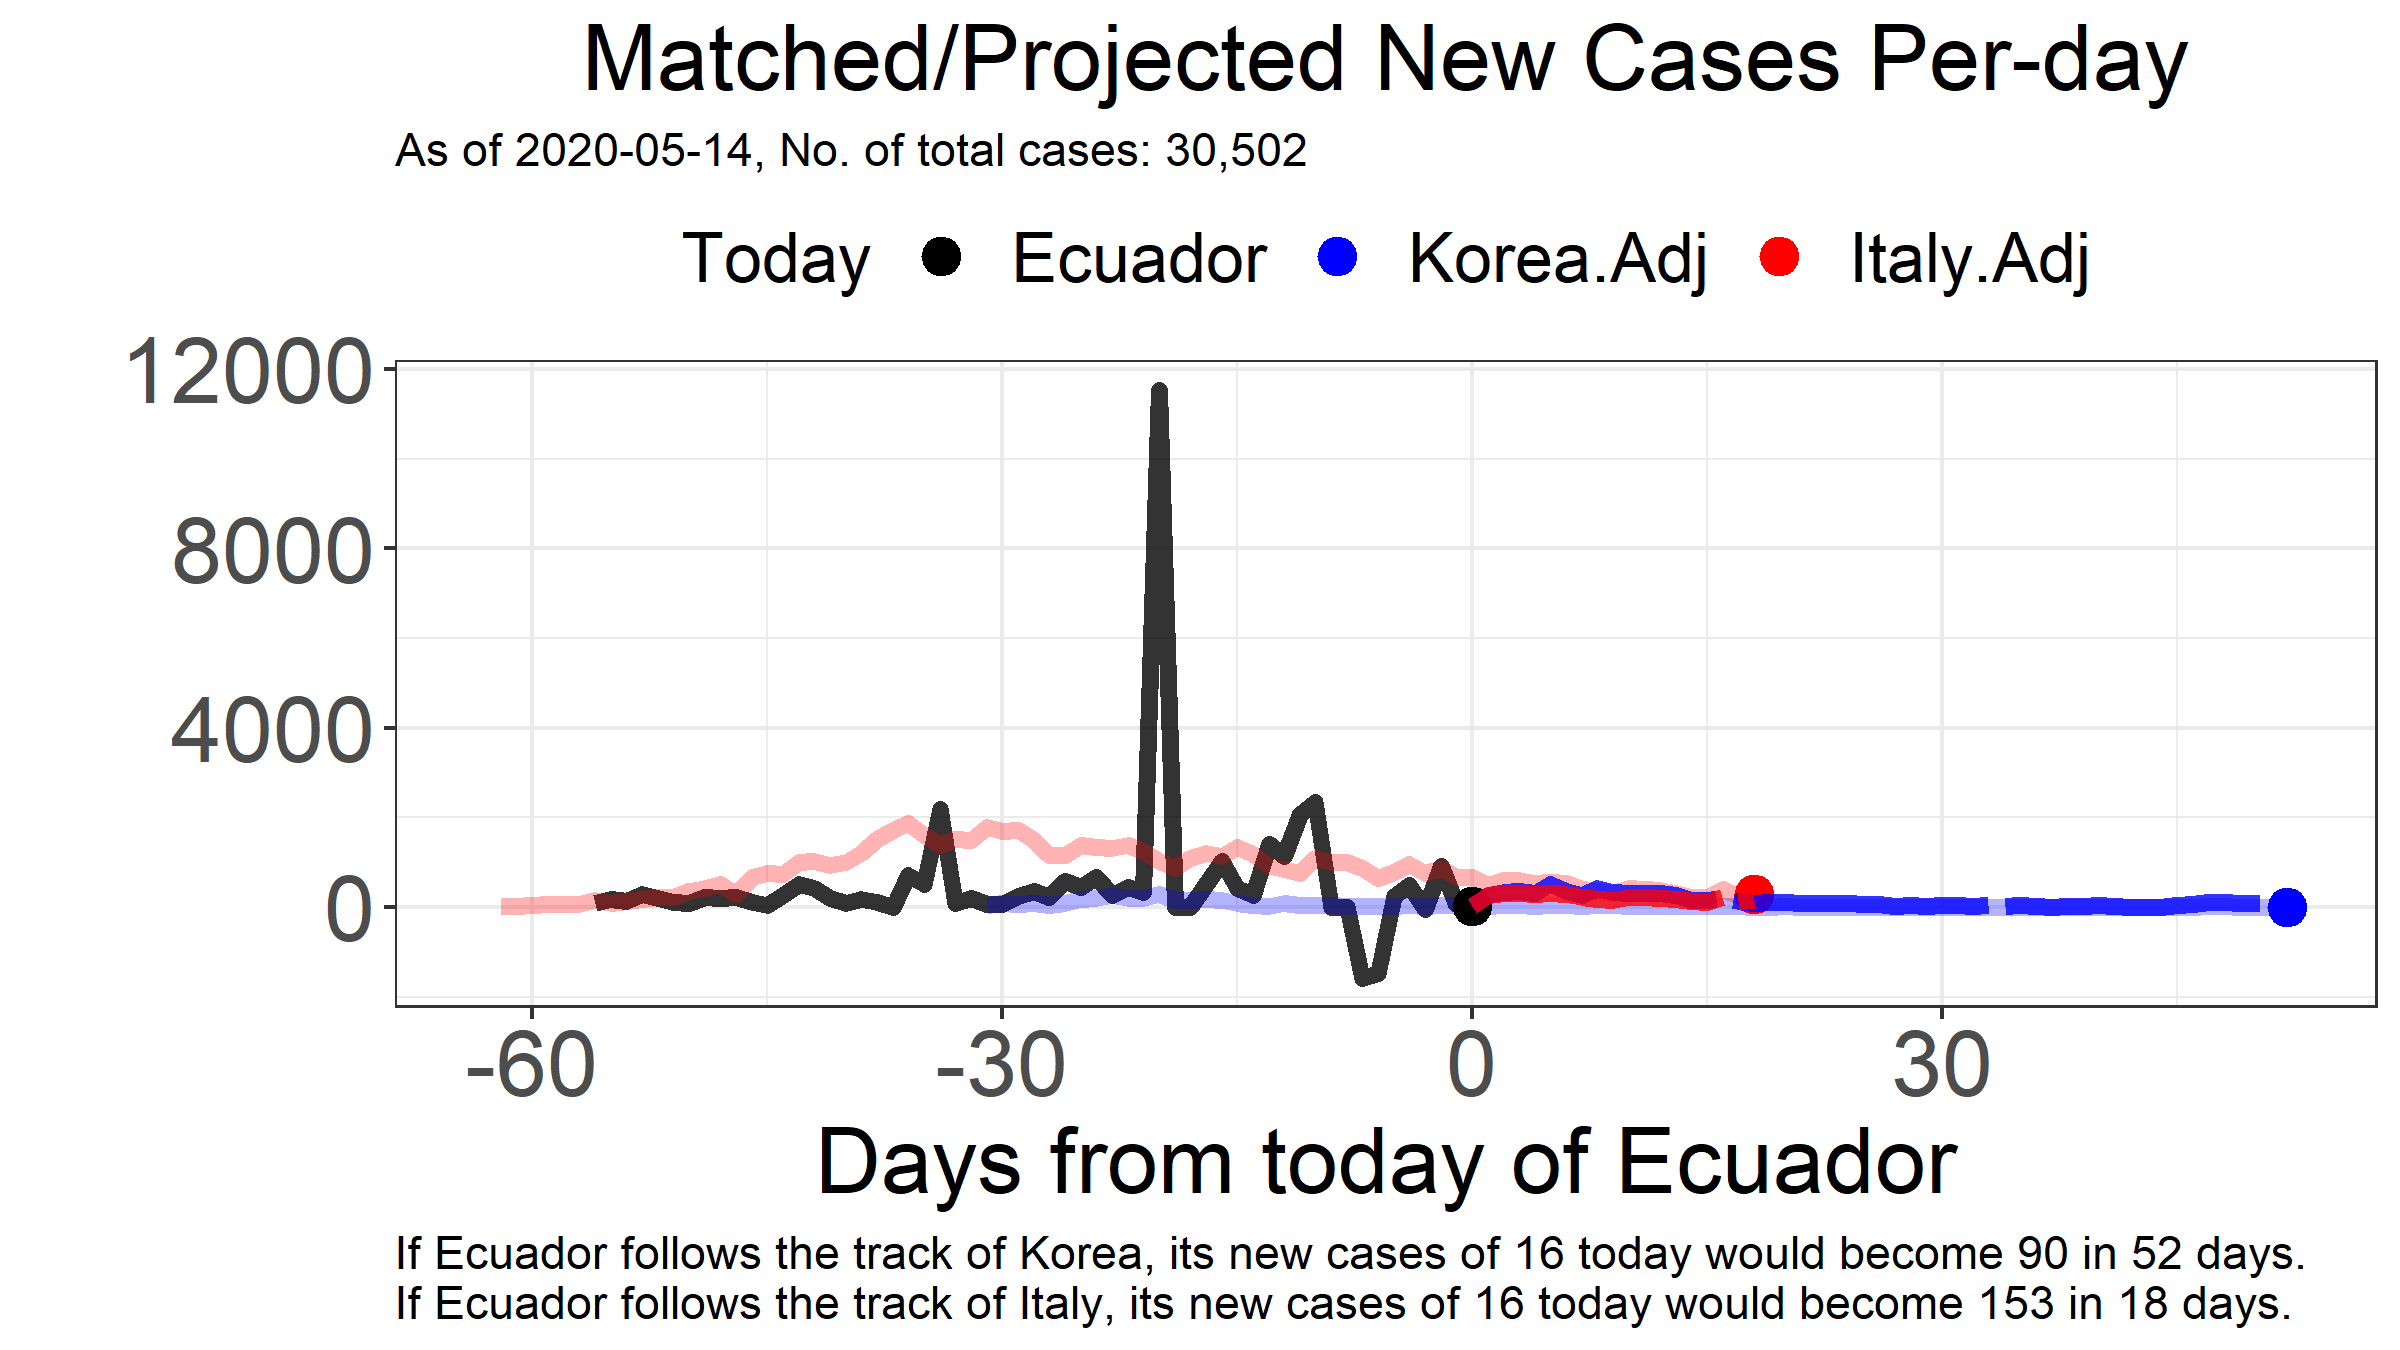 Matched/Projected New Cases Per-day
As of 2020-05-14, No. of total cases: 30,502
Today Ecuador Korea.Adj Italy.Adj
12000
8000
4000
0
-60 -30 0 30
Days from today of Ecuador
If Ecuador follows the track of Korea, its new cases of 16 today would become 90 in 52 days.
If Ecuador follows the track of Italy, its new cases of 16 today would become 153 in 18 days.